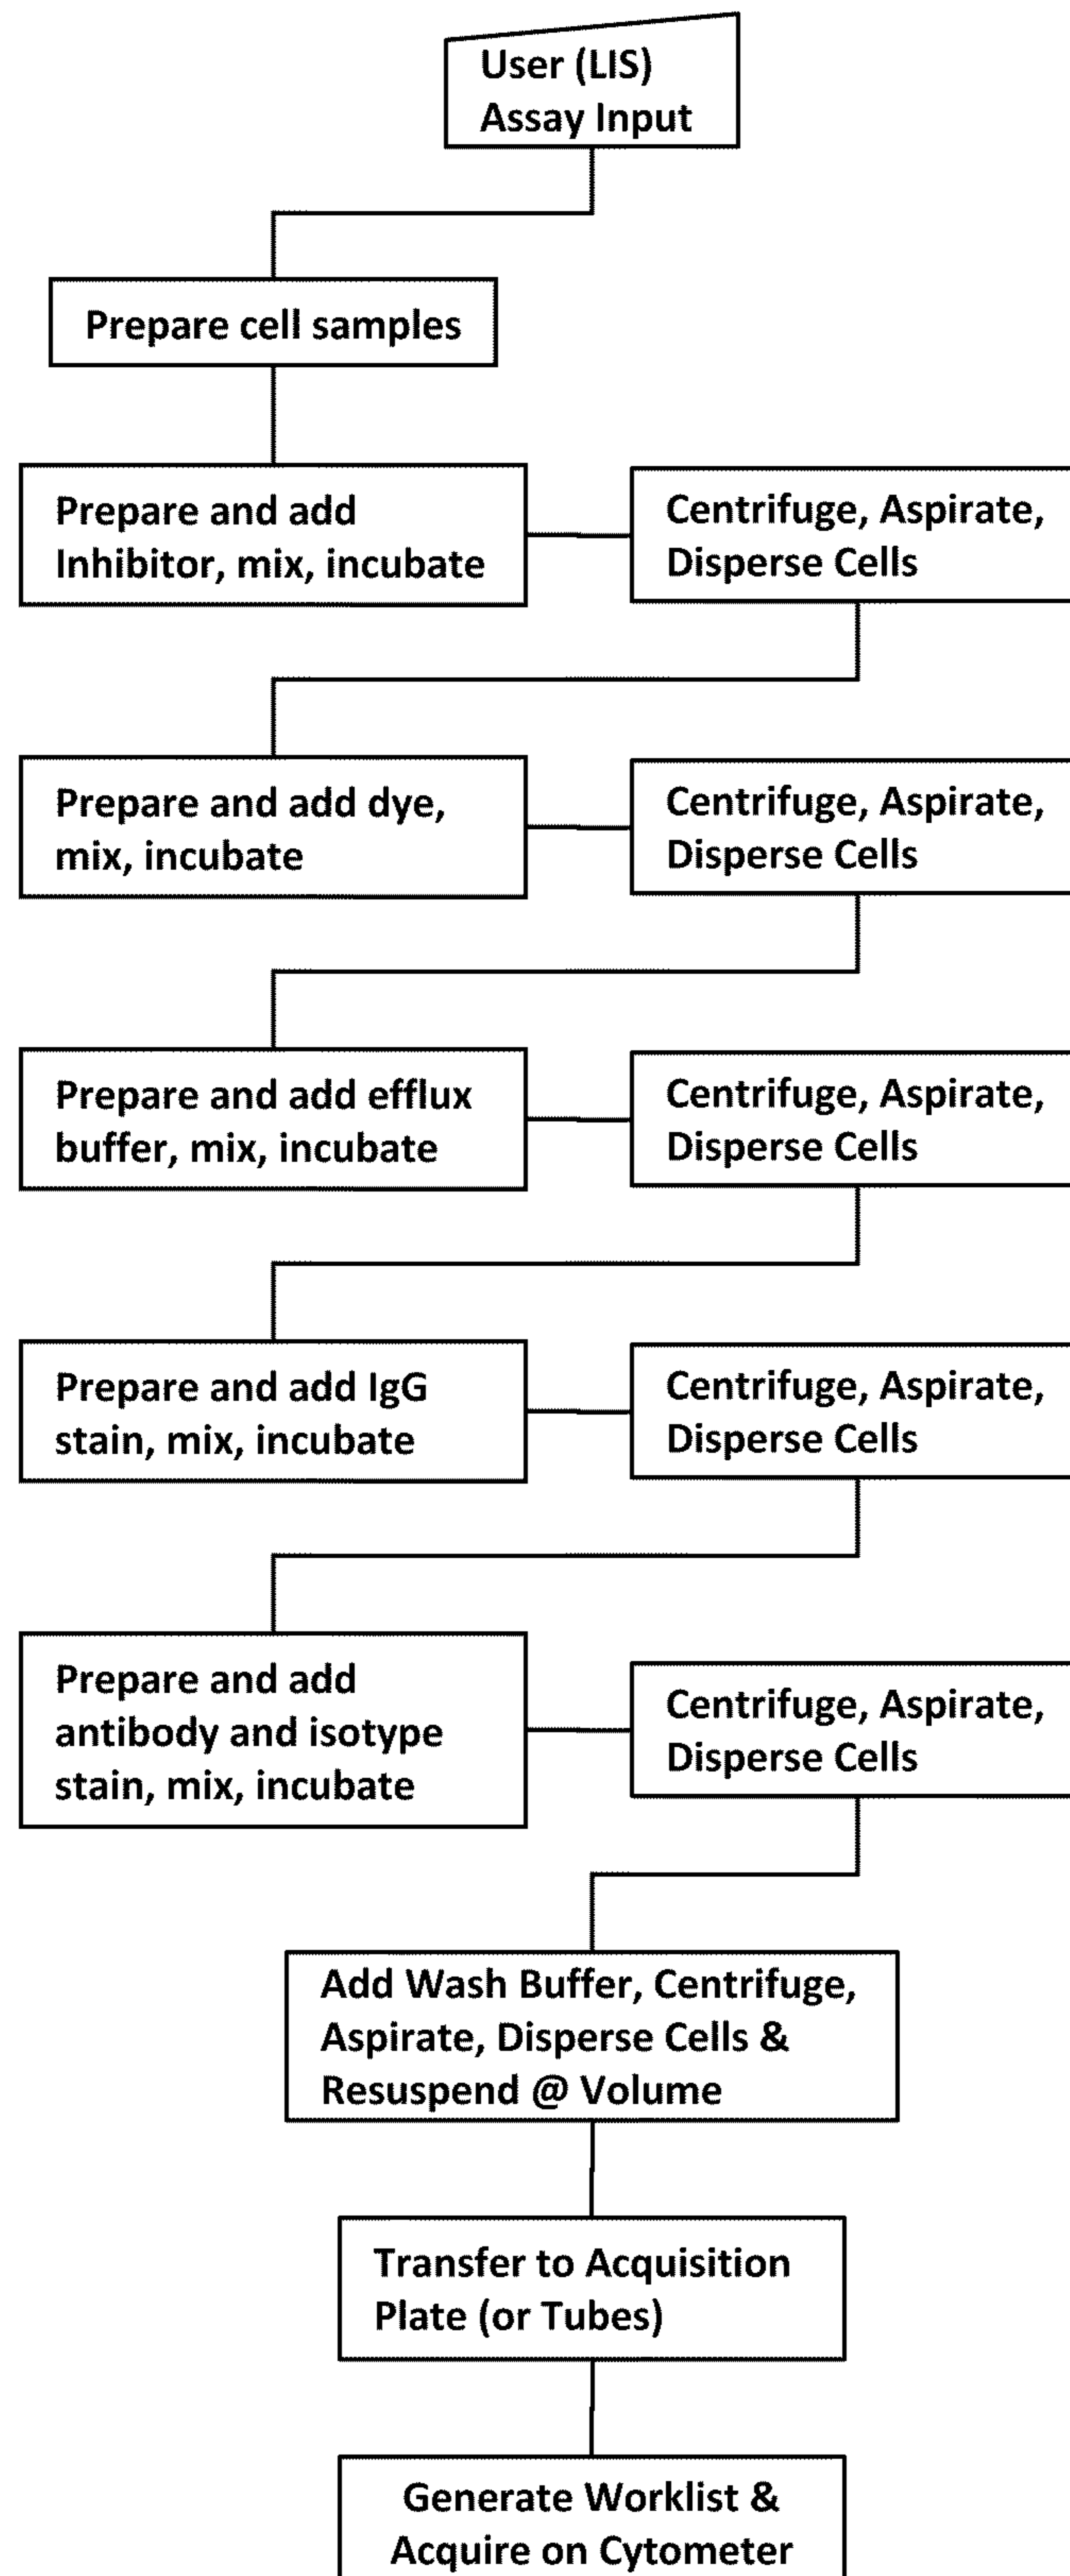 User (LIS)
Assay Input
Prepare cell samples
Prepare and add
Inhibitor, mix, incubate
Centrifuge, Aspirate,
Disperse Cells
Prepare and add dye,
mix, incubate
Centrifuge, Aspirate,
Disperse Cells
Prepare and add efflux
buffer, mix, incubate
Centrifuge, Aspirate,
Disperse Cells
Prepare and add IgG
stain, mix, incubate
Centrifuge, Aspirate,
Disperse Cells
Prepare and add
antibody and isotype
stain, mix, incubate
Centrifuge, Aspirate,
Disperse Cells
Add Wash Buffer, Centrifuge,
Aspirate, Disperse Cells &
Resuspend @ Volume
Transfer to Acquisition
Plate (or Tubes)
Generate Worklist &
Acquire on Cytometer